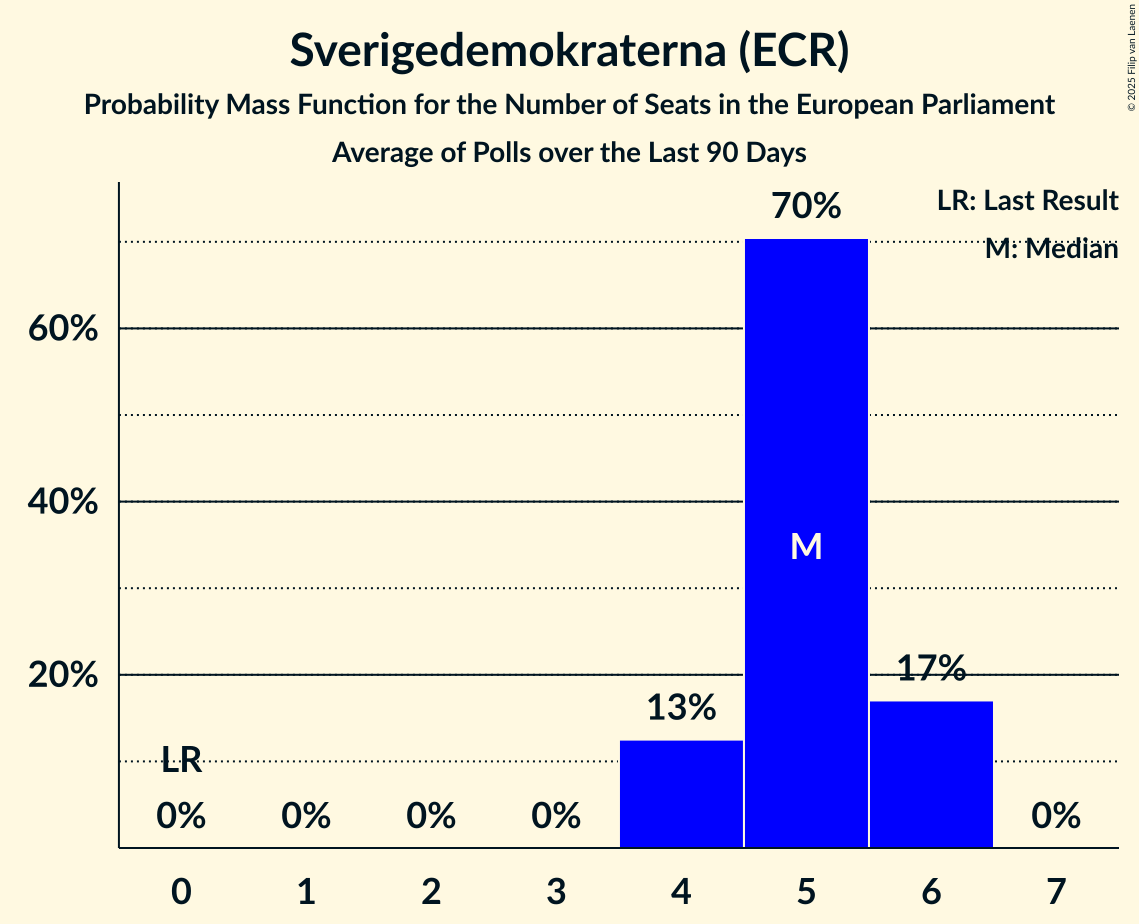 Sverigedemokraterna (ECR)
Probability Mass Function for the Number of Seats in the European Parliament
Average of Polls over the Last 90 Days
© 2025 Filip van Laenen
LR: Last Result
M: Median
70%
60%
40%
M
20%
17%
13%
LR
0% 0% 0% 0% 0%
0 1 2 3 4 5 6 7